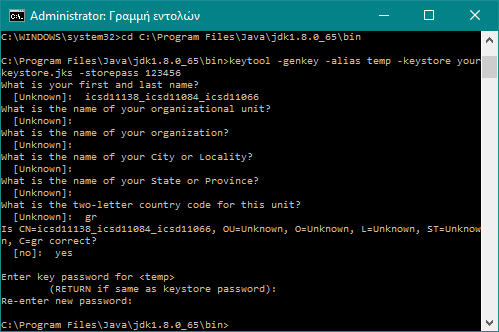 Administrator: Γραμμή εντολών
C:\WINDOWS\system32>cd C:\Program Files\Java\jdk1.8.0_65\bin
C:\Program Files\Java\jdk1.8.0_65\bin>keytool -genkey -alias temp -keystore your
keystore.jks -storepass 123456
What is your first and last name?
[Unknown]:  icsd11138_icsd11084_icsd11066
What is the name of your organizational unit?
[Unknown]:
What is the name of your organization?
[Unknown]:
What is the name of your City or Locality?
[Unknown]:
What is the name of your State or Province?
[Unknown]:
What is the two-letter country code for this unit?
[Unknown]:  gr
Is CN=icsd11138_icsd11084_icsd11066, OU=Unknown, O=Unknown, L=Unknown, ST=Unknow
n, C=gr correct?
[no]:  yes
Enter key password for <temp>
(RETURN if same as keystore password):
Re-enter new password:
C:\Program Files\Java\jdk1.8.0_65\bin>